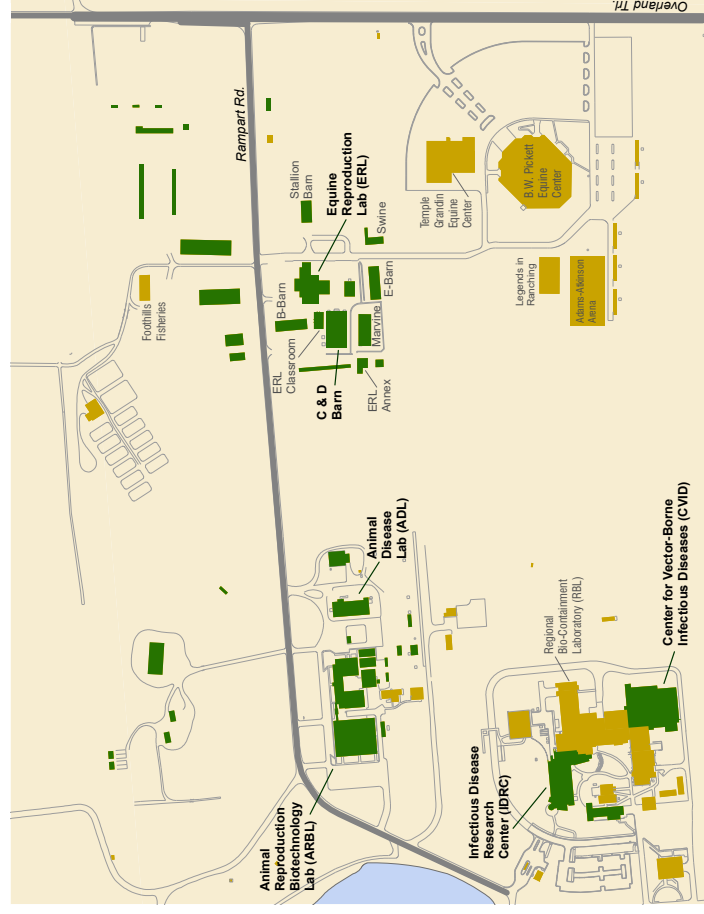 Overland Trl.
Rampart Rd.
Stallion
Barn
Equine
Reproduction
Lab (ERL)
Swine
Temple
Grandin
Equine
Center
B.W. Pickett
Equine
Center
Foothills
Fisheries
B-Barn
E-Barn
Legends in
Ranching
Adams-Atkinson
Arena
ERL
Classroom
Marvine
C & D
Barn
ERL
Annex
Animal
Disease
Lab (ADL)
Regional
Bio-Containment
Laboratory (RBL)
Center for Vector-Borne
Infectious Diseases (CVID)
Animal
Reproduction
Biotechnology
Lab (ARBL)
Infectious Disease
Research
Center (IDRC)